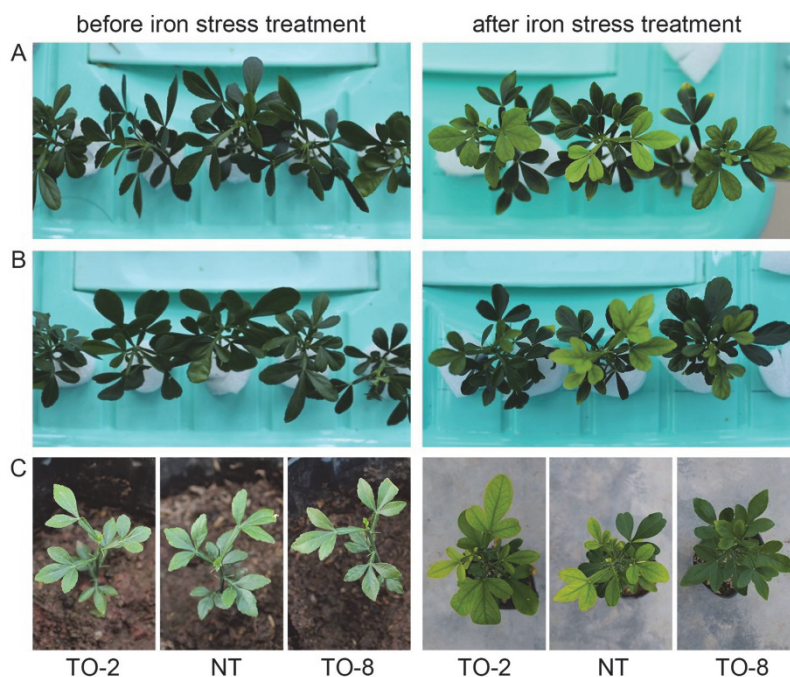 before iron stress treatment
after iron stress treatment
A
B
C
TO-2
NT
TO-8
TO-2
NT
TO-8